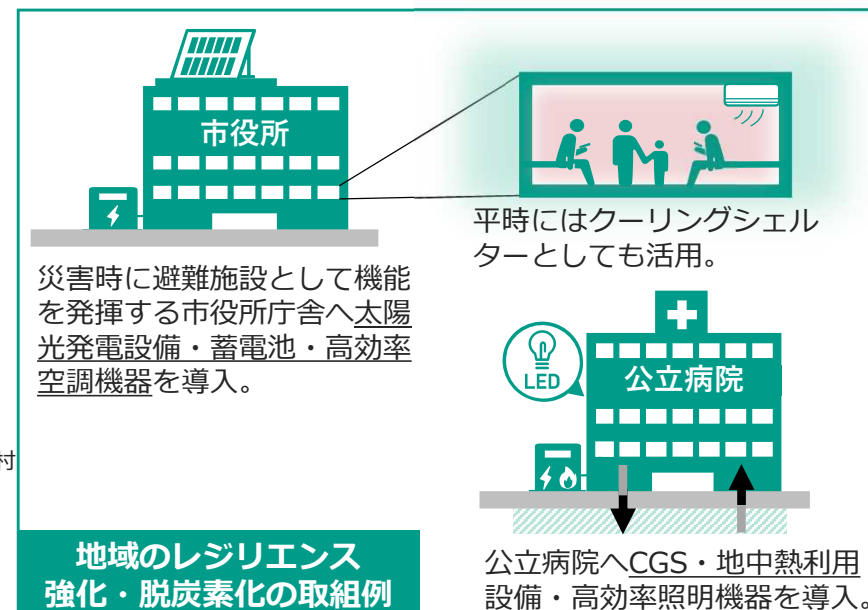 市役所
災害時に避難施設として機能
を発揮する市役所庁舎へ太陽
光発電設備・蓄電池・高効率
空調機器を導入。
平時にはクーリングシェル
ターとしても活用。
LED
公立病院
公立病院へCGS・地中熱利用
設備・高効率照明機器を導入。
村
地域のレジリエンス
強化・脱炭素化の取組例